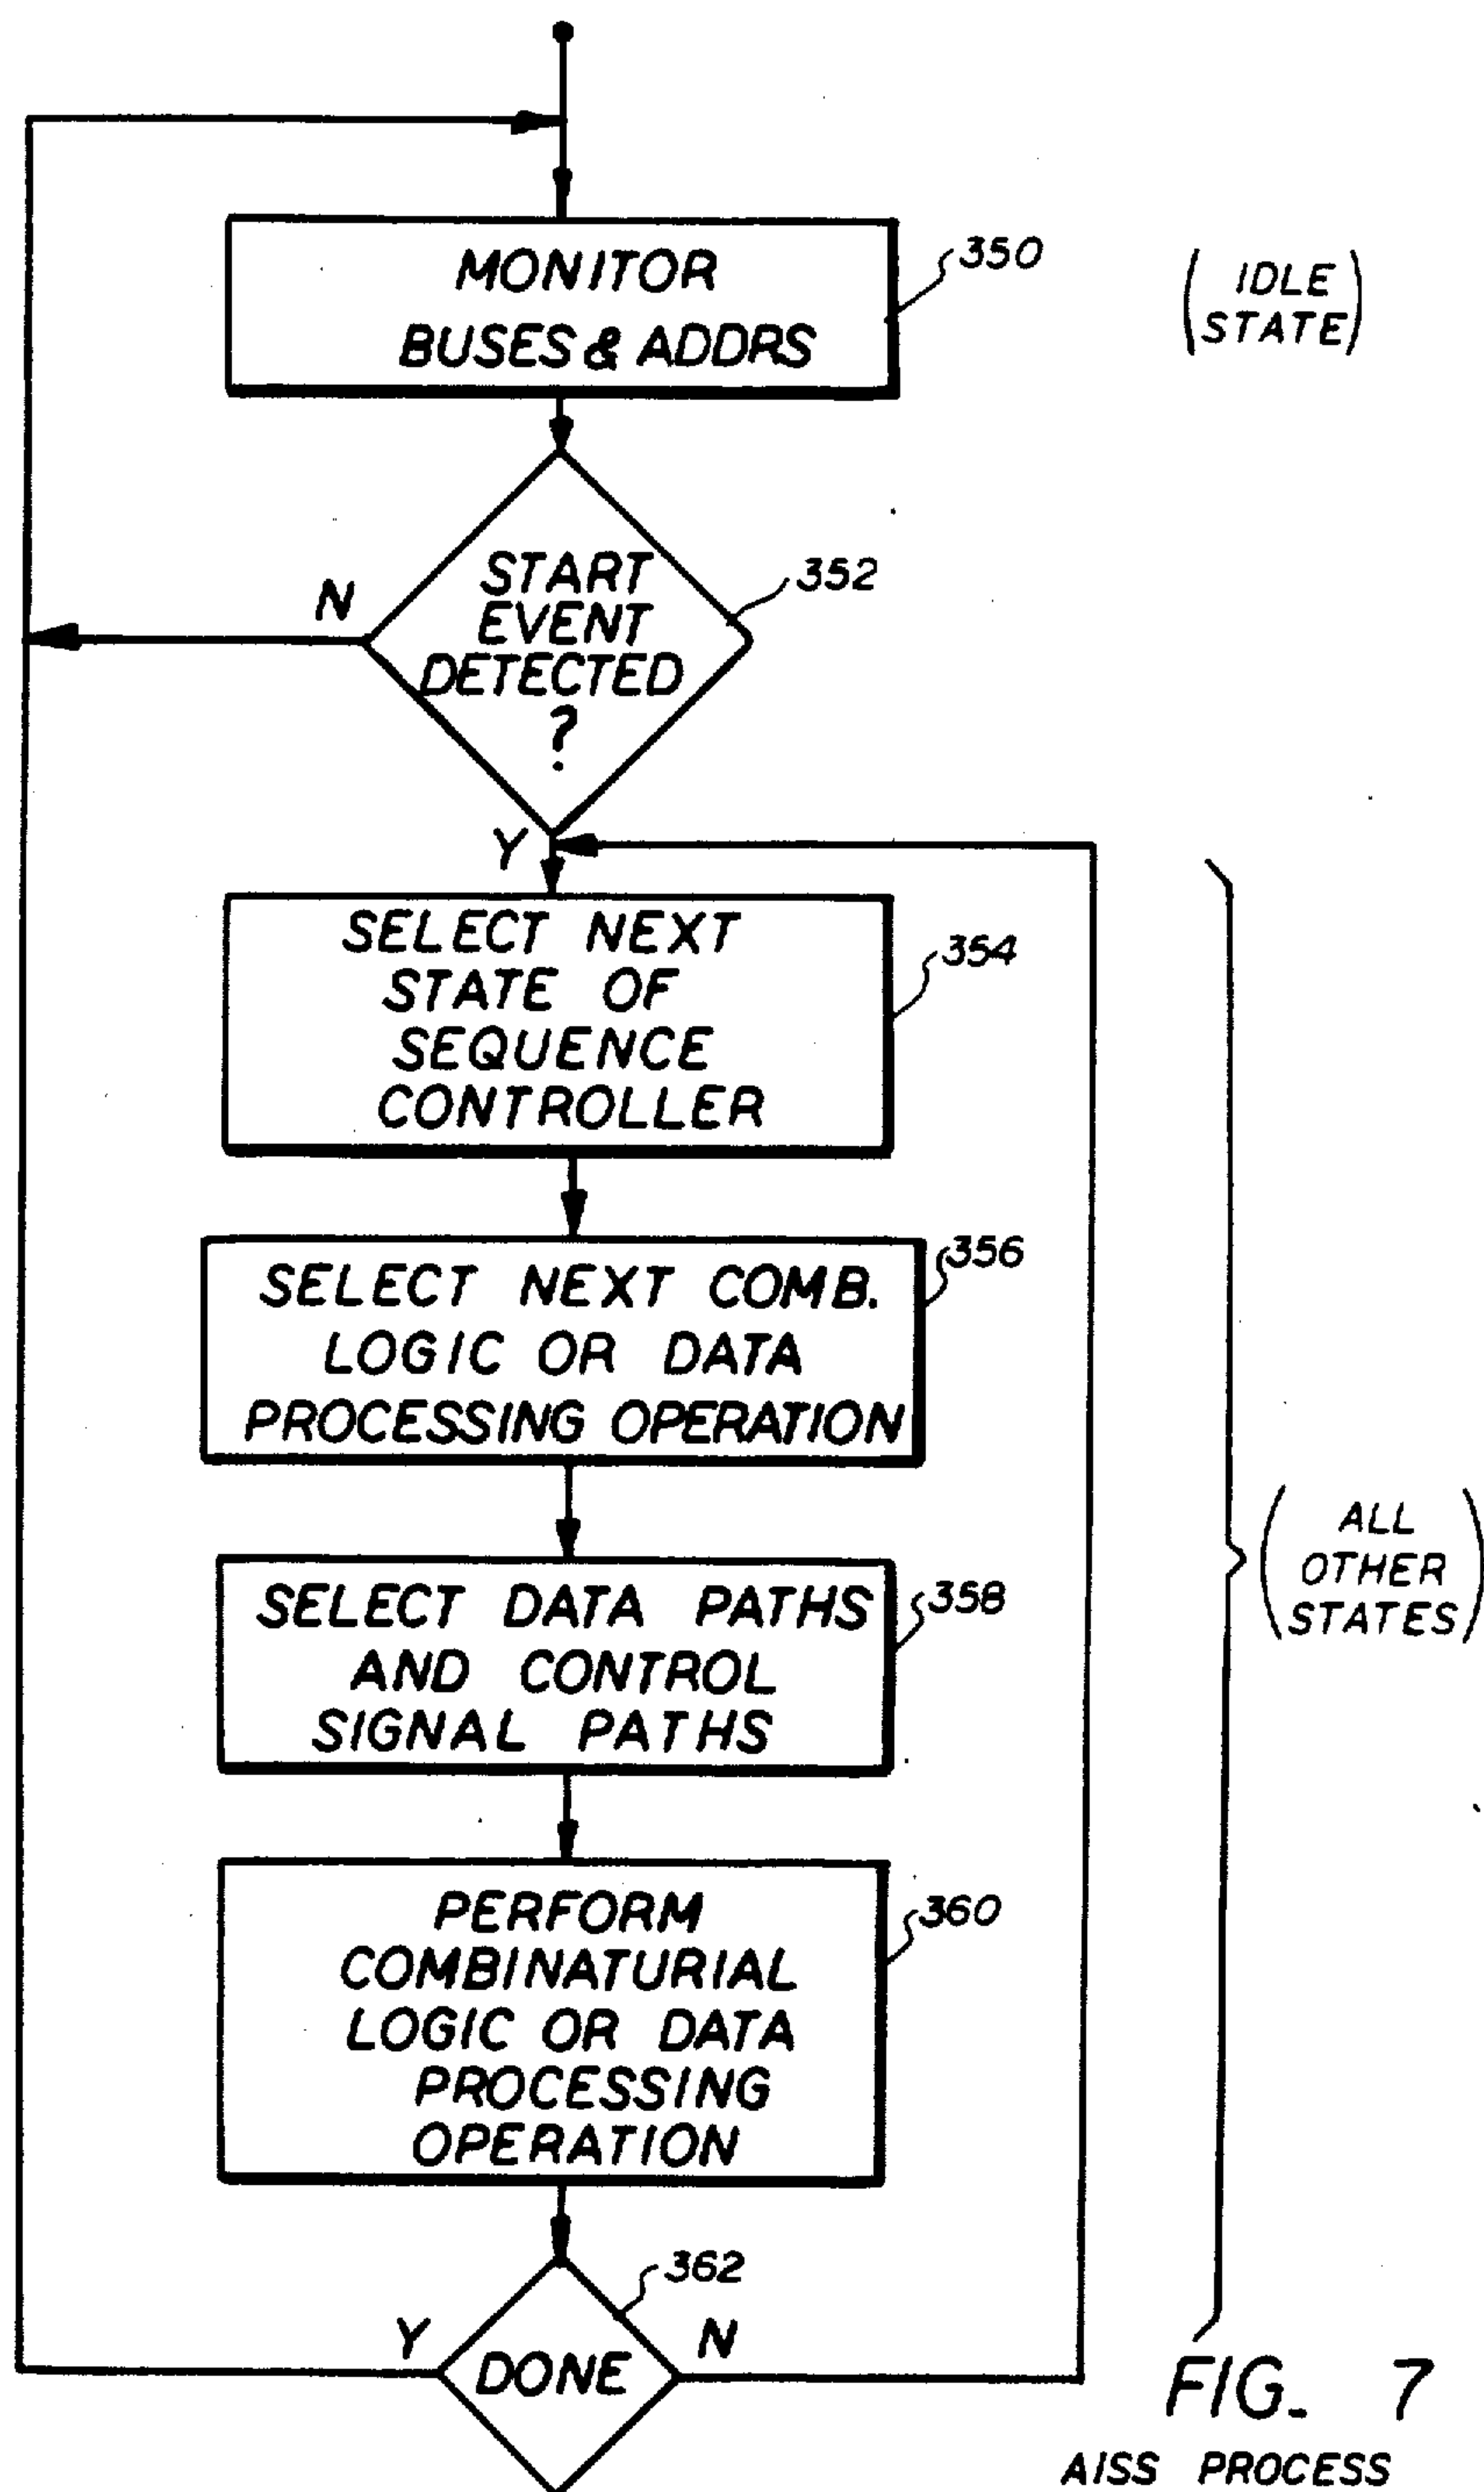 MONITOR
BUSES & ADDRS
350
( IDLE
STATE )
START
EVENT
DETECTED
?
352
N
Y
SELECT NEXT
STATE OF
SEQUENCE
CONTROLLER
354
SELECT NEXT COMB.
LOGIC OR DATA
PROCESSING OPERATION
356
SELECT DATA PATHS
AND CONTROL
SIGNAL PATHS
358
( ALL
OTHER
STATES )
PERFORM
COMBINATURIAL
LOGIC OR DATA
PROCESSING
OPERATION
360
362
Y
DONE
N
FIG. 7
AISS PROCESS